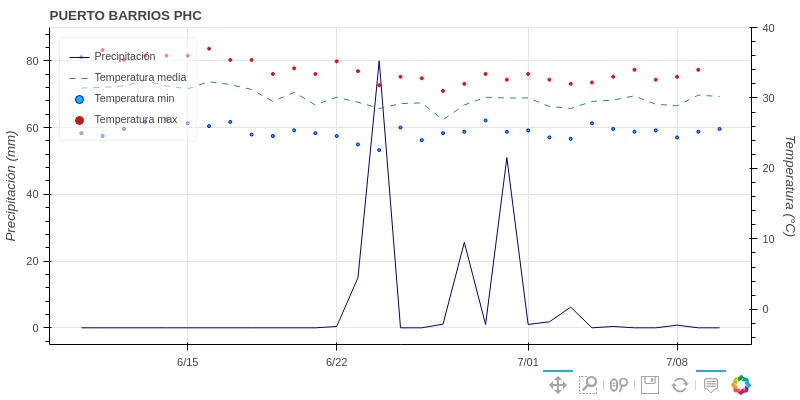 PUERTO BARRIOS PHC
Precipitación
Temperatura media
Temperatura min
Temperatura max
80
60
40
20
0
Precipitación (mm)
40
30
20
10
0
Temperatura (°C)
6/15
6/22
7/01
7/08